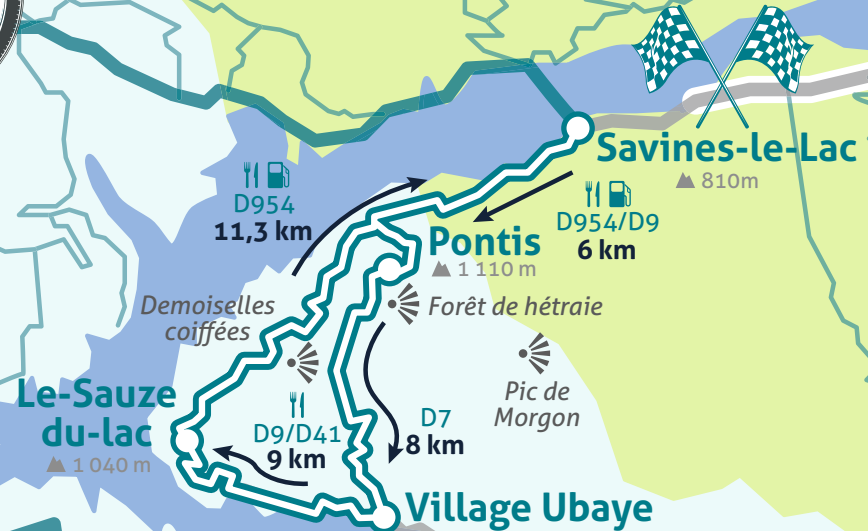 Savines-le-Lac
810m
D954
11,3 km
D954/D9
6 km
Pontis
1 110 m
Demoiselles
coiffées
Forêt de hétraie
Pic de
Morgon
Le-Sauze
du-lac
1 040 m
D9/D41
9 km
D7
8 km
Village Ubaye